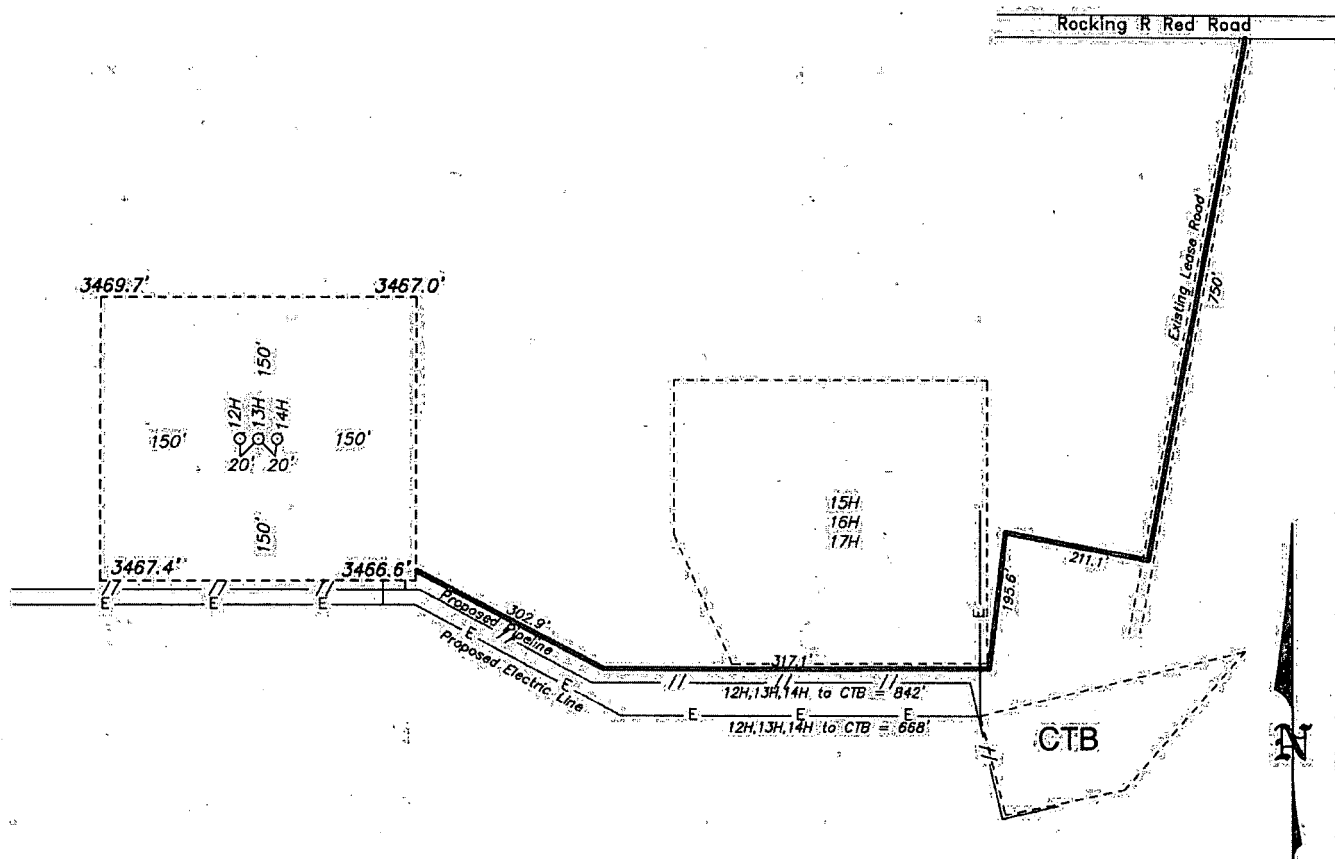 Rocking R Red Road
Existing Lease Road
750'
3469.7'
3467.0'
150'
12H
13H
14H
150'
150'
20'
20'
150'
3467.4'
3466.6'
15H
16H
17H
211.1'
195.6'
302.9'
Proposed Pipeline
Proposed Electric Line
317.1'
12H,13H,14H to CTB = 842'
12H,13H,14H to CTB = 668'
E
E
E
E
E
E
E
E
E
CTB
N